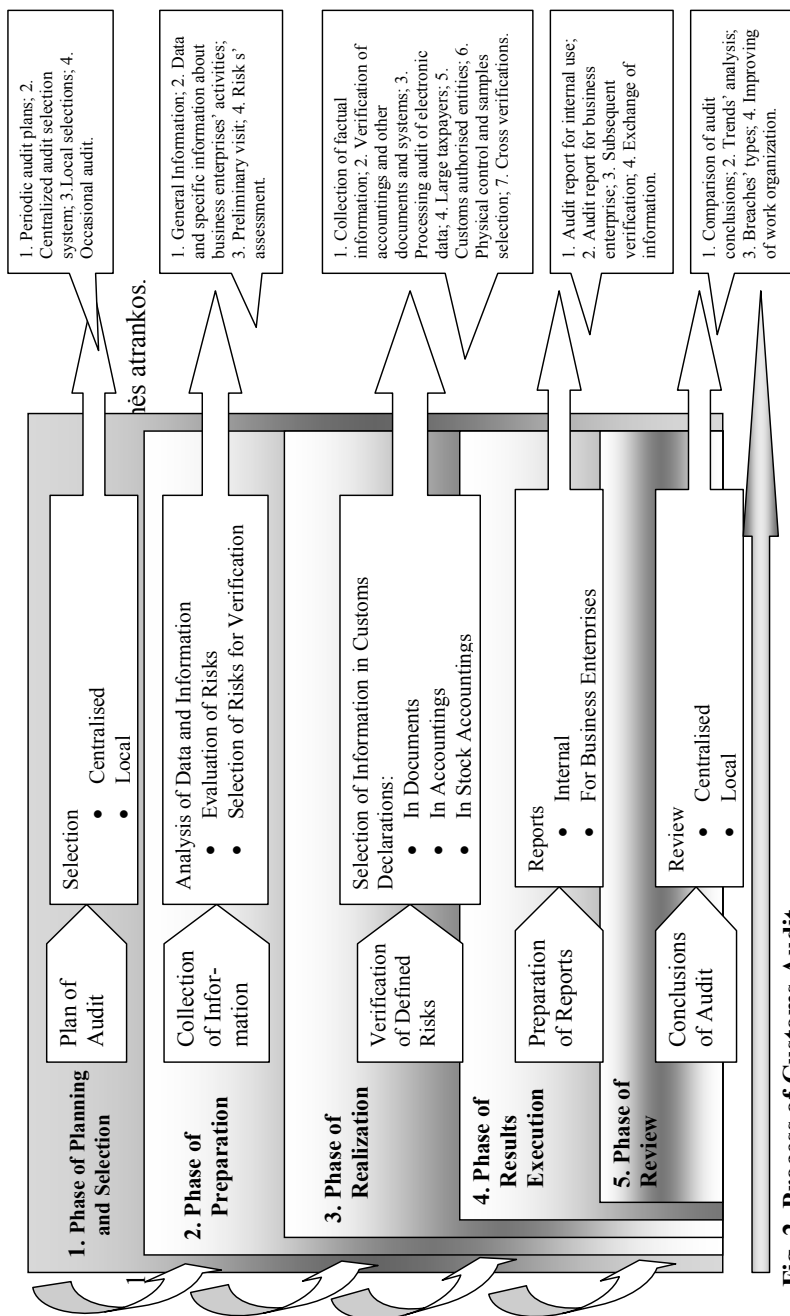 1. Phase of Planning
and Selection
Plan of
Audit
Selection
• Centralised
• Local
1. Periodic audit plans; 2.
Centralized audit selection
system; 3 Local selections; 4.
Occasional audit.
ės atrankos.
1
2. Phase of
Preparation
Collection
of Infor-
mation
Analysis of Data and Information
• Evaluation of Risks
• Selection of Risks for Verification
1. General Information; 2. Data
and specific information about
business enterprises’ activities;
3. Preliminary visit; 4. Risk s’
assessment.
3. Phase of
Realization
Verification
of Defined
Risks
Selection of Information in Customs
Declarations:
• In Documents
• In Accountings
• In Stock Accountings
1. Collection of factual
information; 2. Verification of
accountings and other
documents and systems; 3.
Processing audit of electronic
data; 4. Large taxpayers; 5.
Customs authorised entities; 6.
Physical control and samples
selection; 7. Cross verifications.
4. Phase of
Results
Execution
Preparation
of Reports
Reports
• Internal
• For Business Enterprises
1. Audit report for internal use;
2. Audit report for business
enterprise; 3. Subsequent
verification; 4. Exchange of
information.
5. Phase of
Review
Conclusions
of Audit
Review
• Centralised
• Local
1. Comparison of audit
conclusions; 2. Trends’ analysis;
3. Breaches’ types; 4. Improving
of work organization.
Fig. 2. Process of Customs Audit